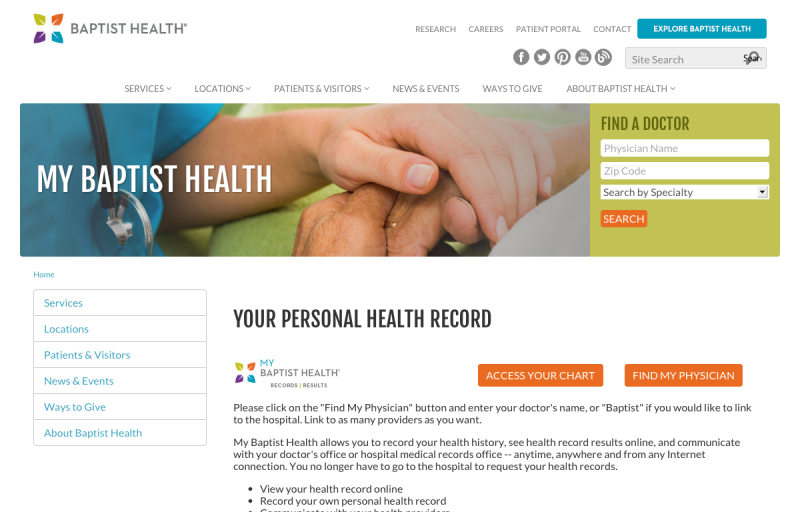 BAPTIST HEALTH®
RESEARCH CAREERS PATIENT PORTAL CONTACT EXPLORE BAPTIST HEALTH
Site Search
SERVICES LOCATIONS PATIENTS & VISITORS NEWS & EVENTS WAYS TO GIVE ABOUT BAPTIST HEALTH
MY BAPTIST HEALTH
FIND A DOCTOR
Physician Name
Zip Code
Search by Specialty
SEARCH
Home
Services
Locations
Patients & Visitors
News & Events
Ways to Give
About Baptist Health
YOUR PERSONAL HEALTH RECORD
MY
BAPTIST HEALTH®
RECORDS | RESULTS
ACCESS YOUR CHART FIND MY PHYSICIAN
Please click on the "Find My Physician" button and enter your doctor's name, or "Baptist" if you would like to link
to the hospital. Link to as many providers as you want.
My Baptist Health allows you to record your health history, see health record results online, and communicate
with your doctor's office or hospital medical records office -- anytime, anywhere and from any Internet
connection. You no longer have to go to the hospital to request your health records.
• View your health record online
• Record your own personal health record